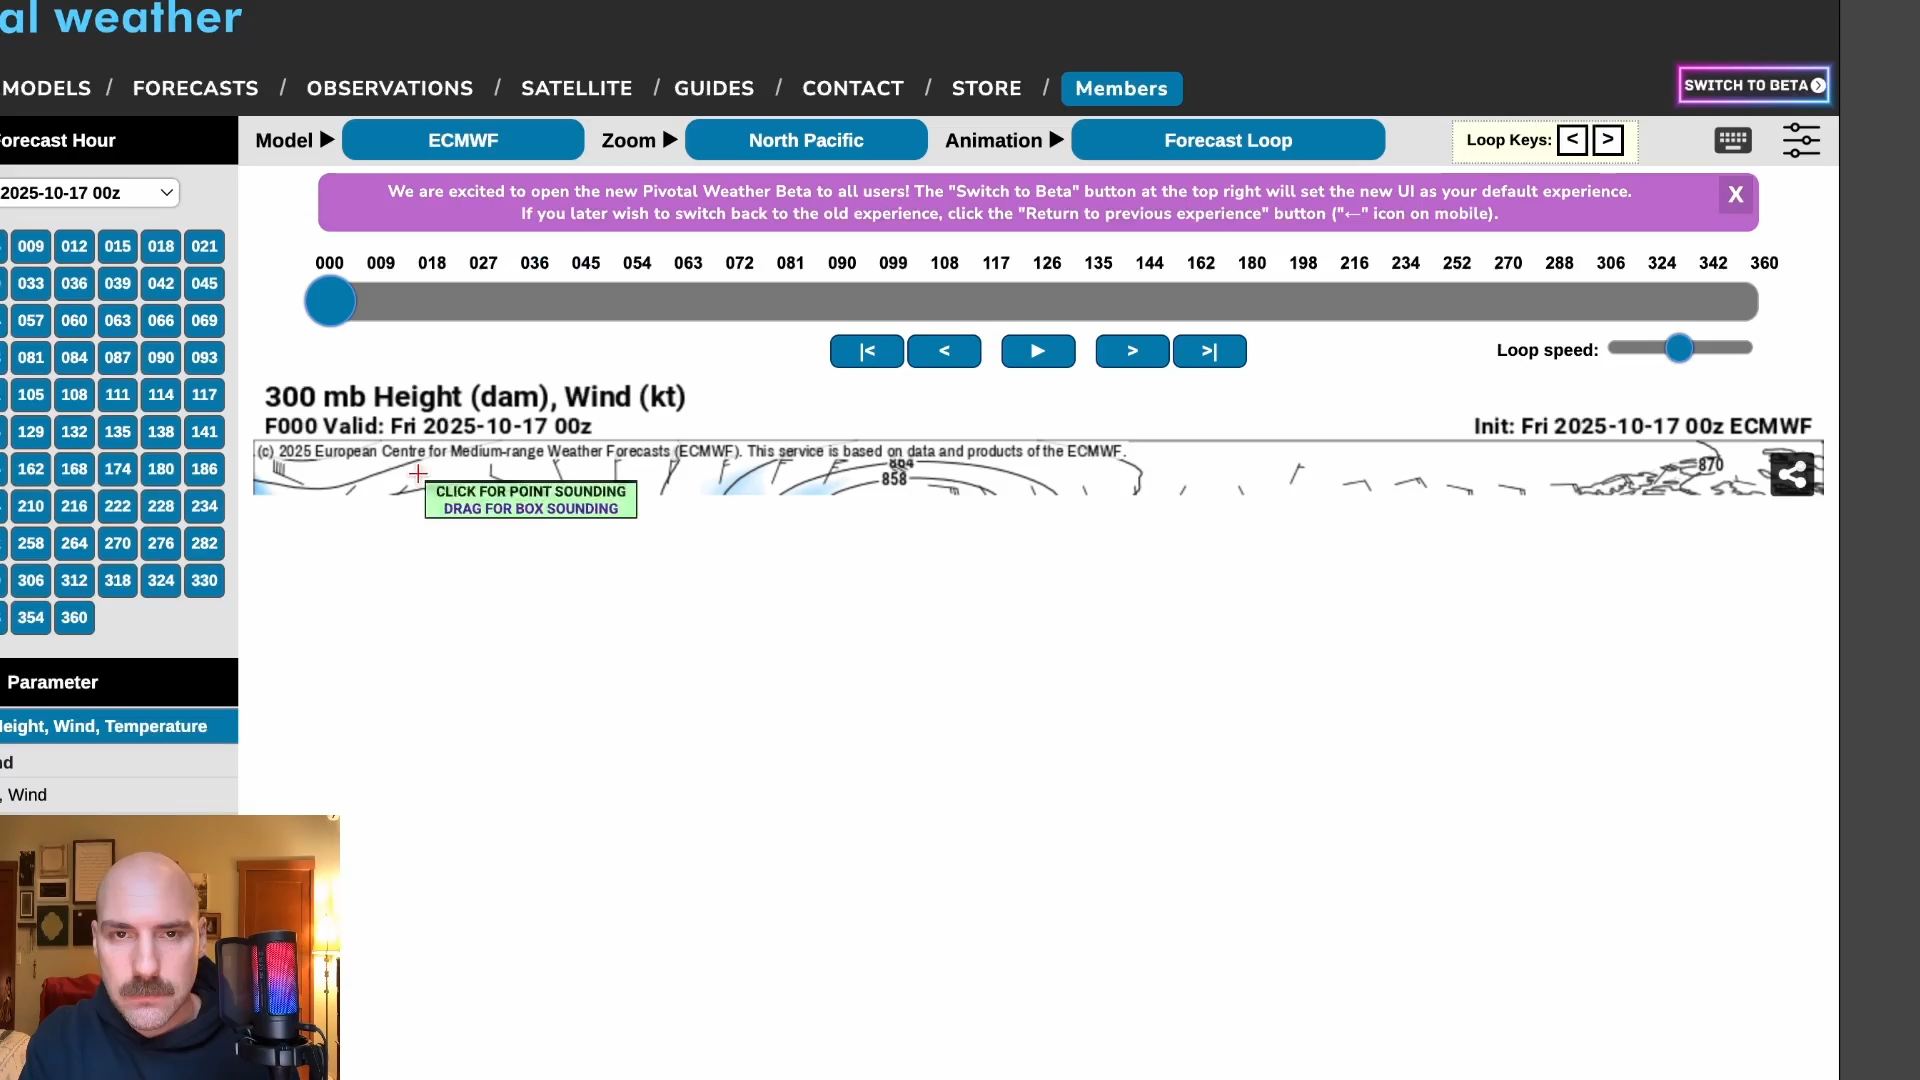 al weather
MODELS / FORECASTS / OBSERVATIONS / SATELLITE / GUIDES / CONTACT / STORE / Members
SWITCH TO BETA
orecast Hour
Model ▶ ECMWF Zoom ▶ North Pacific Animation ▶ Forecast Loop
Loop Keys: < >
2025-10-17 00z
We are excited to open the new Pivotal Weather Beta to all users! The "Switch to Beta" button at the top right will set the new UI as your default experience.
If you later wish to switch back to the old experience, click the "Return to previous experience" button ("←" icon on mobile).
X
009 012 015 018 021
033 036 039 042 045
057 060 063 066 069
081 084 087 090 093
105 108 111 114 117
129 132 135 138 141
162 168 174 180 186
210 216 222 228 234
258 264 270 276 282
306 312 318 324 330
354 360
000 009 018 027 036 045 054 063 072 081 090 099 108 117 126 135 144 162 180 198 216 234 252 270 288 306 324 342 360
|< < ▶ > >|
Loop speed:
300 mb Height (dam), Wind (kt)
F000 Valid: Fri 2025-10-17 00z
Init: Fri 2025-10-17 00z ECMWF
(c) 2025 European Centre for Medium-range Weather Forecasts (ECMWF). This service is based on data and products of the ECMWF.
864
858
870
CLICK FOR POINT SOUNDING
DRAG FOR BOX SOUNDING
Parameter
eight, Wind, Temperature
nd
, Wind